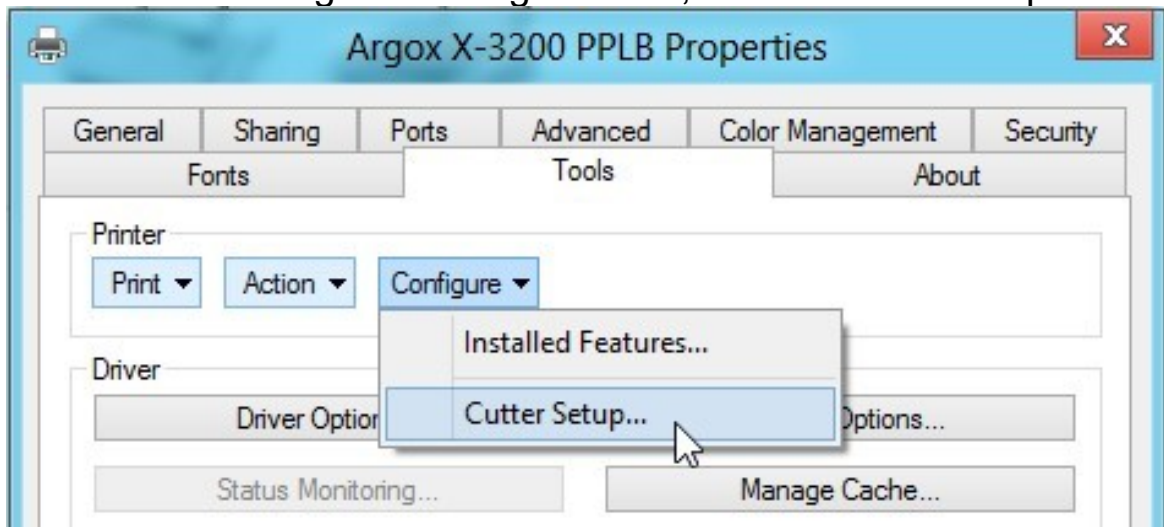 Argox X-3200 PPLB Properties
General Sharing Ports Advanced Color Management Security
Fonts Tools About
Printer
Print Action Configure
Installed Features...
Driver
Cutter Setup...
Driver Options...
Status Monitoring... Manage Cache...